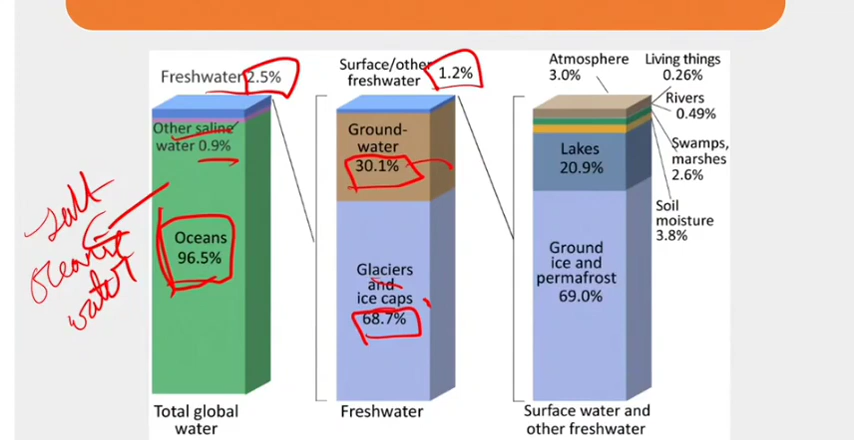 Freshwater 2.5%
Other saline
water 0.9%
Oceans
96.5%
Total global
water
salt
oceanic
water
Surface/other
freshwater
1.2%
Ground-
water
30.1%
Glaciers
and
ice caps
68.7%
Freshwater
Atmosphere
3.0%
Living things
0.26%
Rivers
0.49%
Swamps,
marshes
2.6%
Soil
moisture
3.8%
Lakes
20.9%
Ground
ice and
permafrost
69.0%
Surface water and
other freshwater